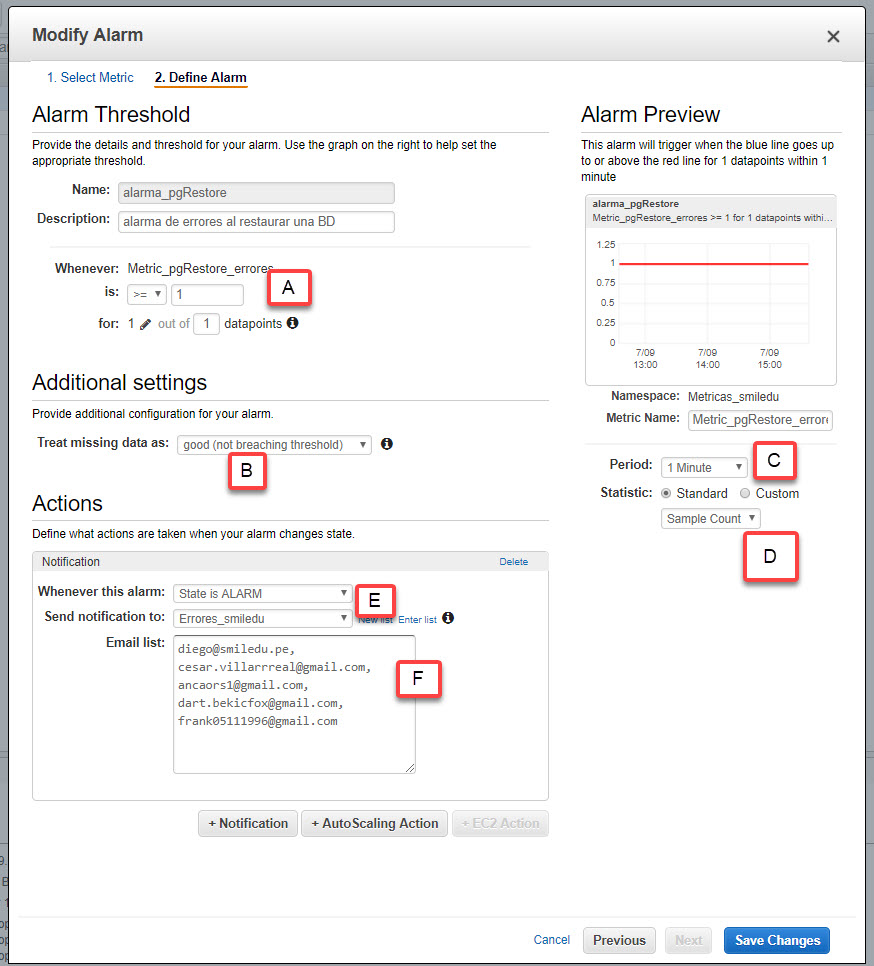 Modify Alarm
1. Select Metric 2. Define Alarm
Alarm Threshold
Provide the details and threshold for your alarm. Use the graph on the right to help set the
appropriate threshold.
Name: alarma_pgRestore
Description: alarma de errores al restaurar una BD
Whenever: Metric_pgRestore_errores
is: >= 1
A
for: 1 out of 1 datapoints
Additional settings
Provide additional configuration for your alarm.
Treat missing data as: good (not breaching threshold)
B
Actions
Define what actions are taken when your alarm changes state.
Notification Delete
Whenever this alarm: State is ALARM
E
Send notification to: Errores_smiledu New list Enter list
Email list: diego@smiledu.pe,
cesar.villarrreal@gmail.com,
ancaors1@gmail.com,
dart.bekicfox@gmail.com,
frank05111996@gmail.com
F
+ Notification + AutoScaling Action + EC2 Action
Alarm Preview
This alarm will trigger when the blue line goes up
to or above the red line for 1 datapoints within 1
minute
alarma_pgRestore
Metric_pgRestore_errores >= 1 for 1 datapoints withi...
1.25
1
0.75
0.5
0.25
0
7/09 7/09 7/09
13:00 14:00 15:00
Namespace: Metricas_smiledu
Metric Name: Metric_pgRestore_errore
Period: 1 Minute
C
Statistic: Standard Custom
Sample Count
D
Cancel Previous Next Save Changes